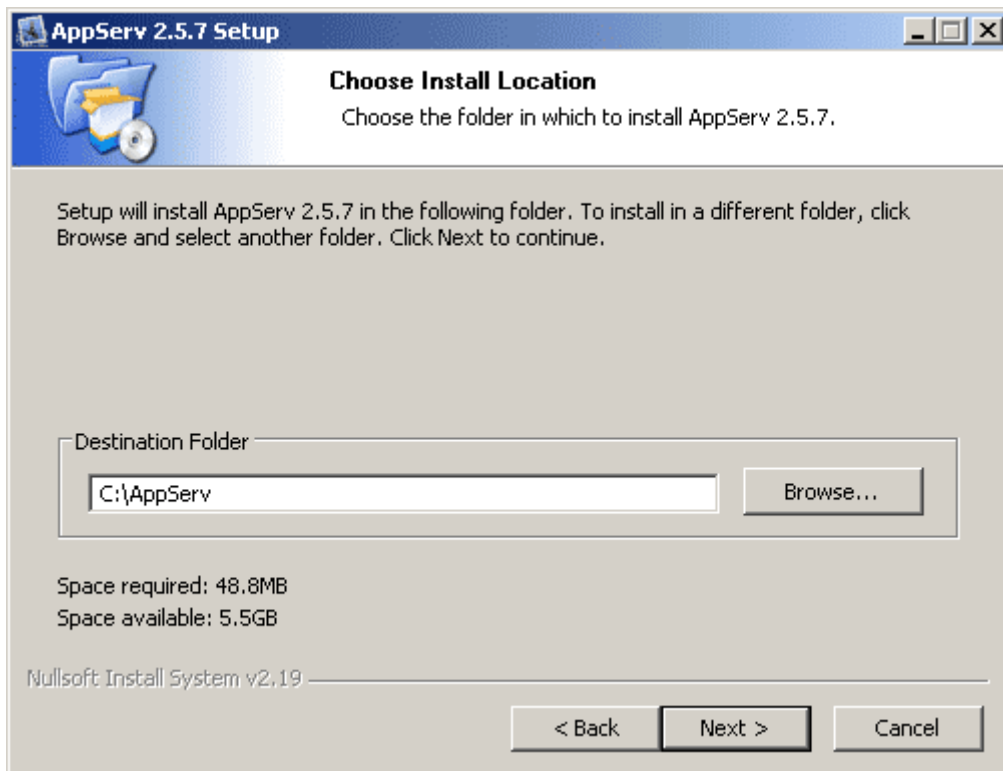 AppServ 2.5.7 Setup
Choose Install Location
Choose the folder in which to install AppServ 2.5.7.
Setup will install AppServ 2.5.7 in the following folder. To install in a different folder, click
Browse and select another folder. Click Next to continue.
Destination Folder
C:\AppServ
Browse...
Space required: 48.8MB
Space available: 5.5GB
Nullsoft Install System v2.19
< Back
Next >
Cancel